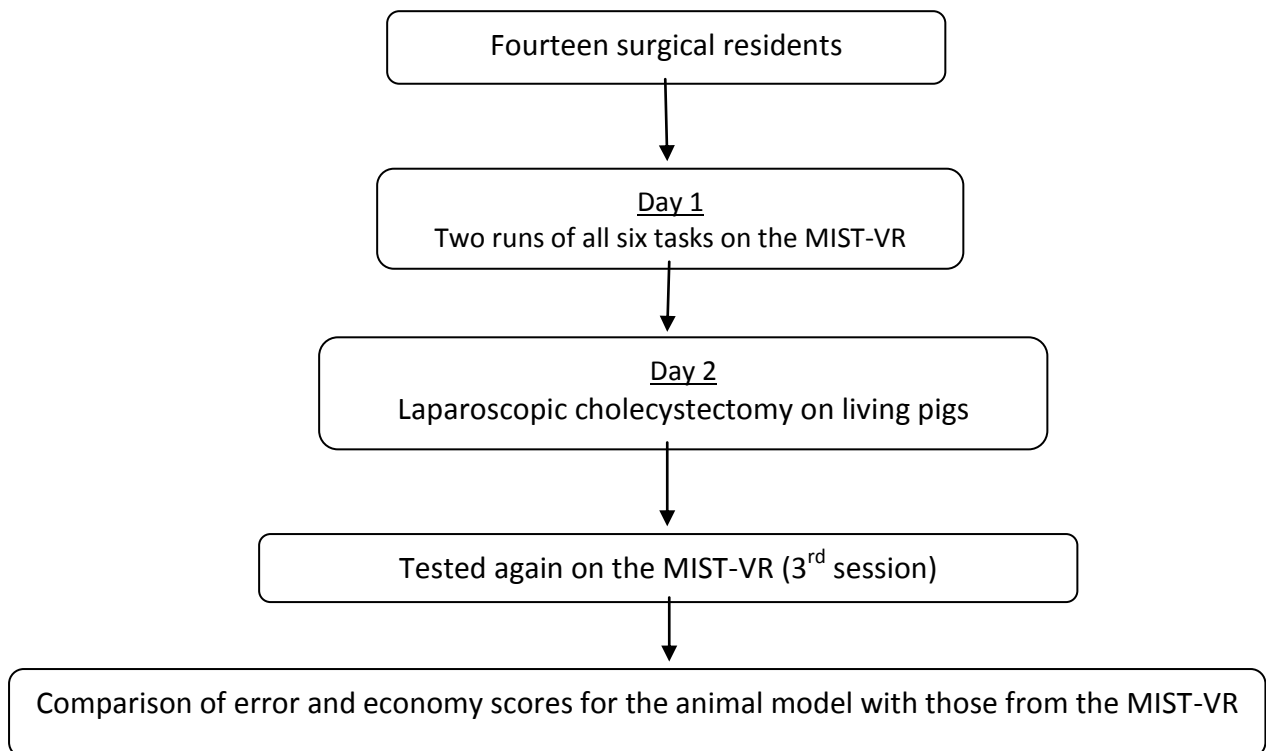 Fourteen surgical residents
Day 1
Two runs of all six tasks on the MIST-VR
Day 2
Laparoscopic cholecystectomy on living pigs
Tested again on the MIST-VR (3rd session)
Comparison of error and economy scores for the animal model with those from the MIST-VR